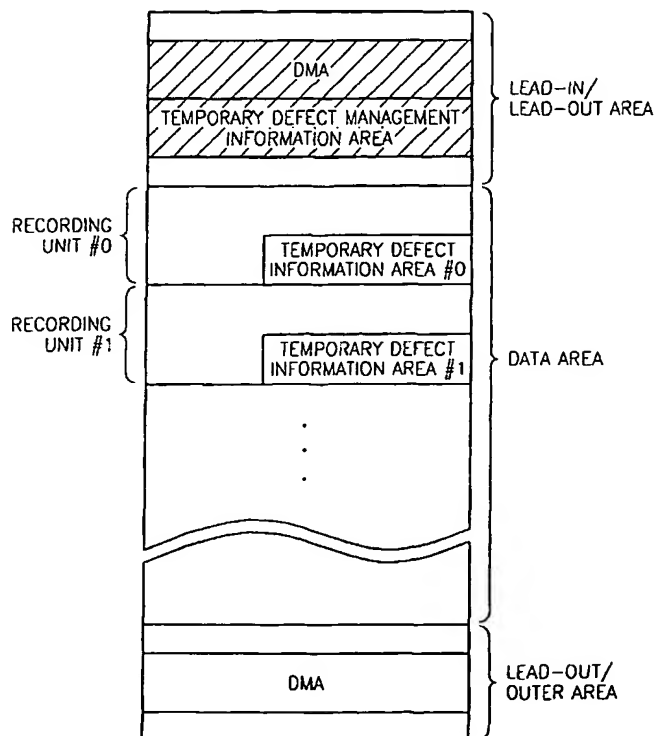 DMA
TEMPORARY DEFECT MANAGEMENT
INFORMATION AREA
LEAD-IN/
LEAD-OUT AREA
RECORDING
UNIT #0
TEMPORARY DEFECT
INFORMATION AREA #0
RECORDING
UNIT #1
TEMPORARY DEFECT
INFORMATION AREA #1
DATA AREA
DMA
LEAD-OUT/
OUTER AREA